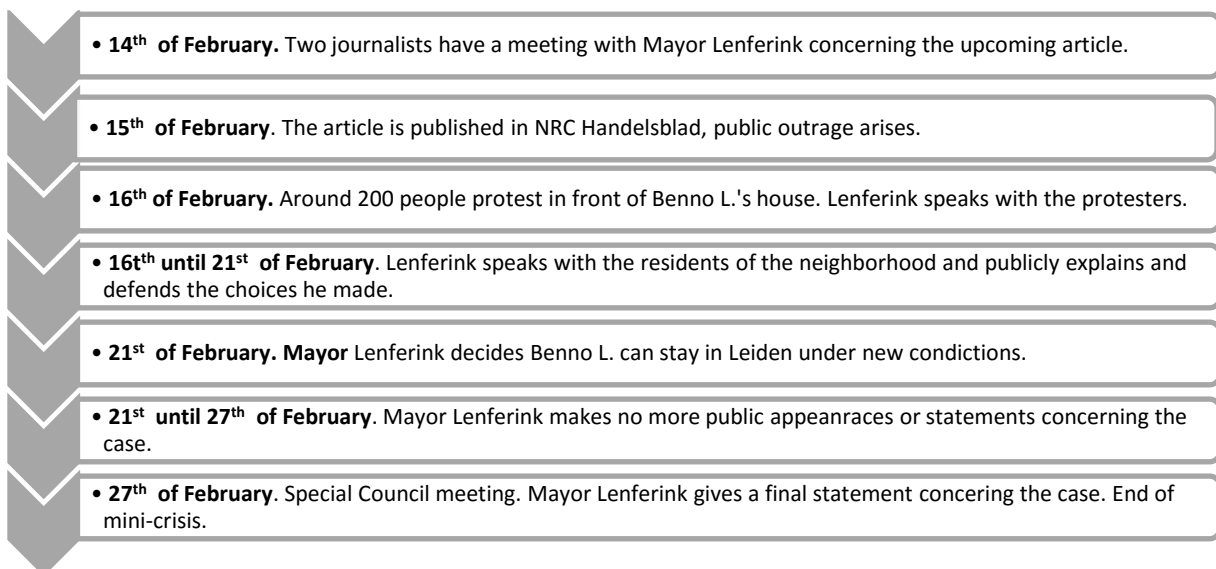 • 14th of February. Two journalists have a meeting with Mayor Lenferink concerning the upcoming article.
• 15th of February. The article is published in NRC Handelsblad, public outrage arises.
• 16th of February. Around 200 people protest in front of Benno L.'s house. Lenferink speaks with the protesters.
• 16tth until 21st of February. Lenferink speaks with the residents of the neighborhood and publicly explains and
defends the choices he made.
• 21st of February. Mayor Lenferink decides Benno L. can stay in Leiden under new condictions.
• 21st until 27th of February. Mayor Lenferink makes no more public appeanraces or statements concerning the
case.
• 27th of February. Special Council meeting. Mayor Lenferink gives a final statement concering the case. End of
mini-crisis.